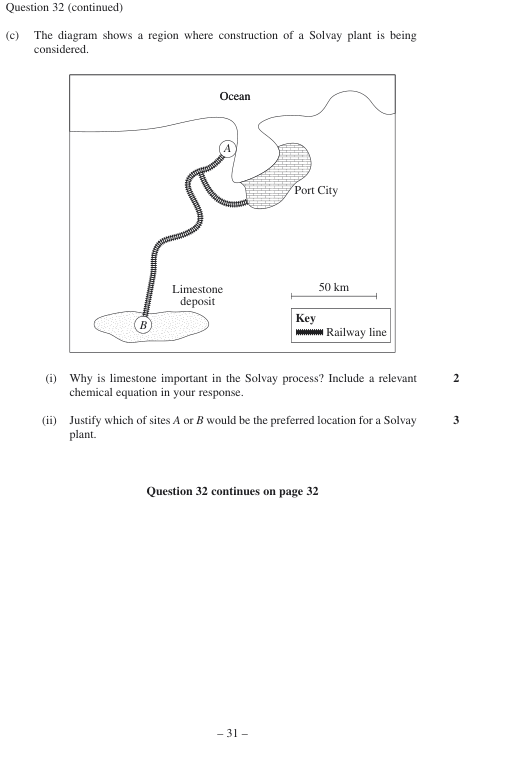 Question 32 (continued)
(c) The diagram shows a region where construction of a Solvay plant is being
considered.
Ocean
A
Port City
Limestone
deposit
50 km
Key
Railway line
B
(i) Why is limestone important in the Solvay process? Include a relevant 2
chemical equation in your response.
(ii) Justify which of sites A or B would be the preferred location for a Solvay 3
plant.
Question 32 continues on page 32
– 31 –